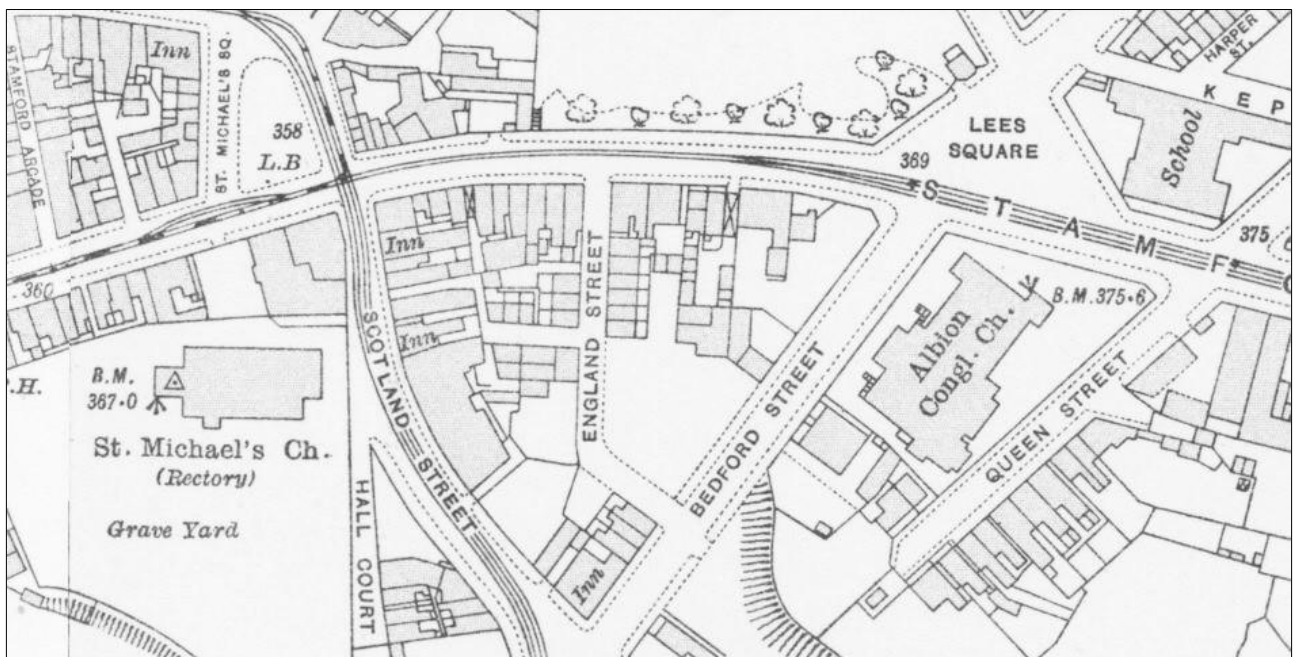 STAMFORD ARCADE
Inn
ST. MICHAEL'S SQ.
358
L.B
360
HARPER
ST.
KEP
School
LEES
SQUARE
369
STAMFO
375
B.M. 375·6
Albion
Congl. Ch.
QUEEN STREET
BEDFORD STREET
ENGLAND STREET
Inn
Inn
SCOTLAND STREET
B.M.
367·0
St. Michael's Ch.
(Rectory)
Grave Yard
HALL COURT
Inn
.H.